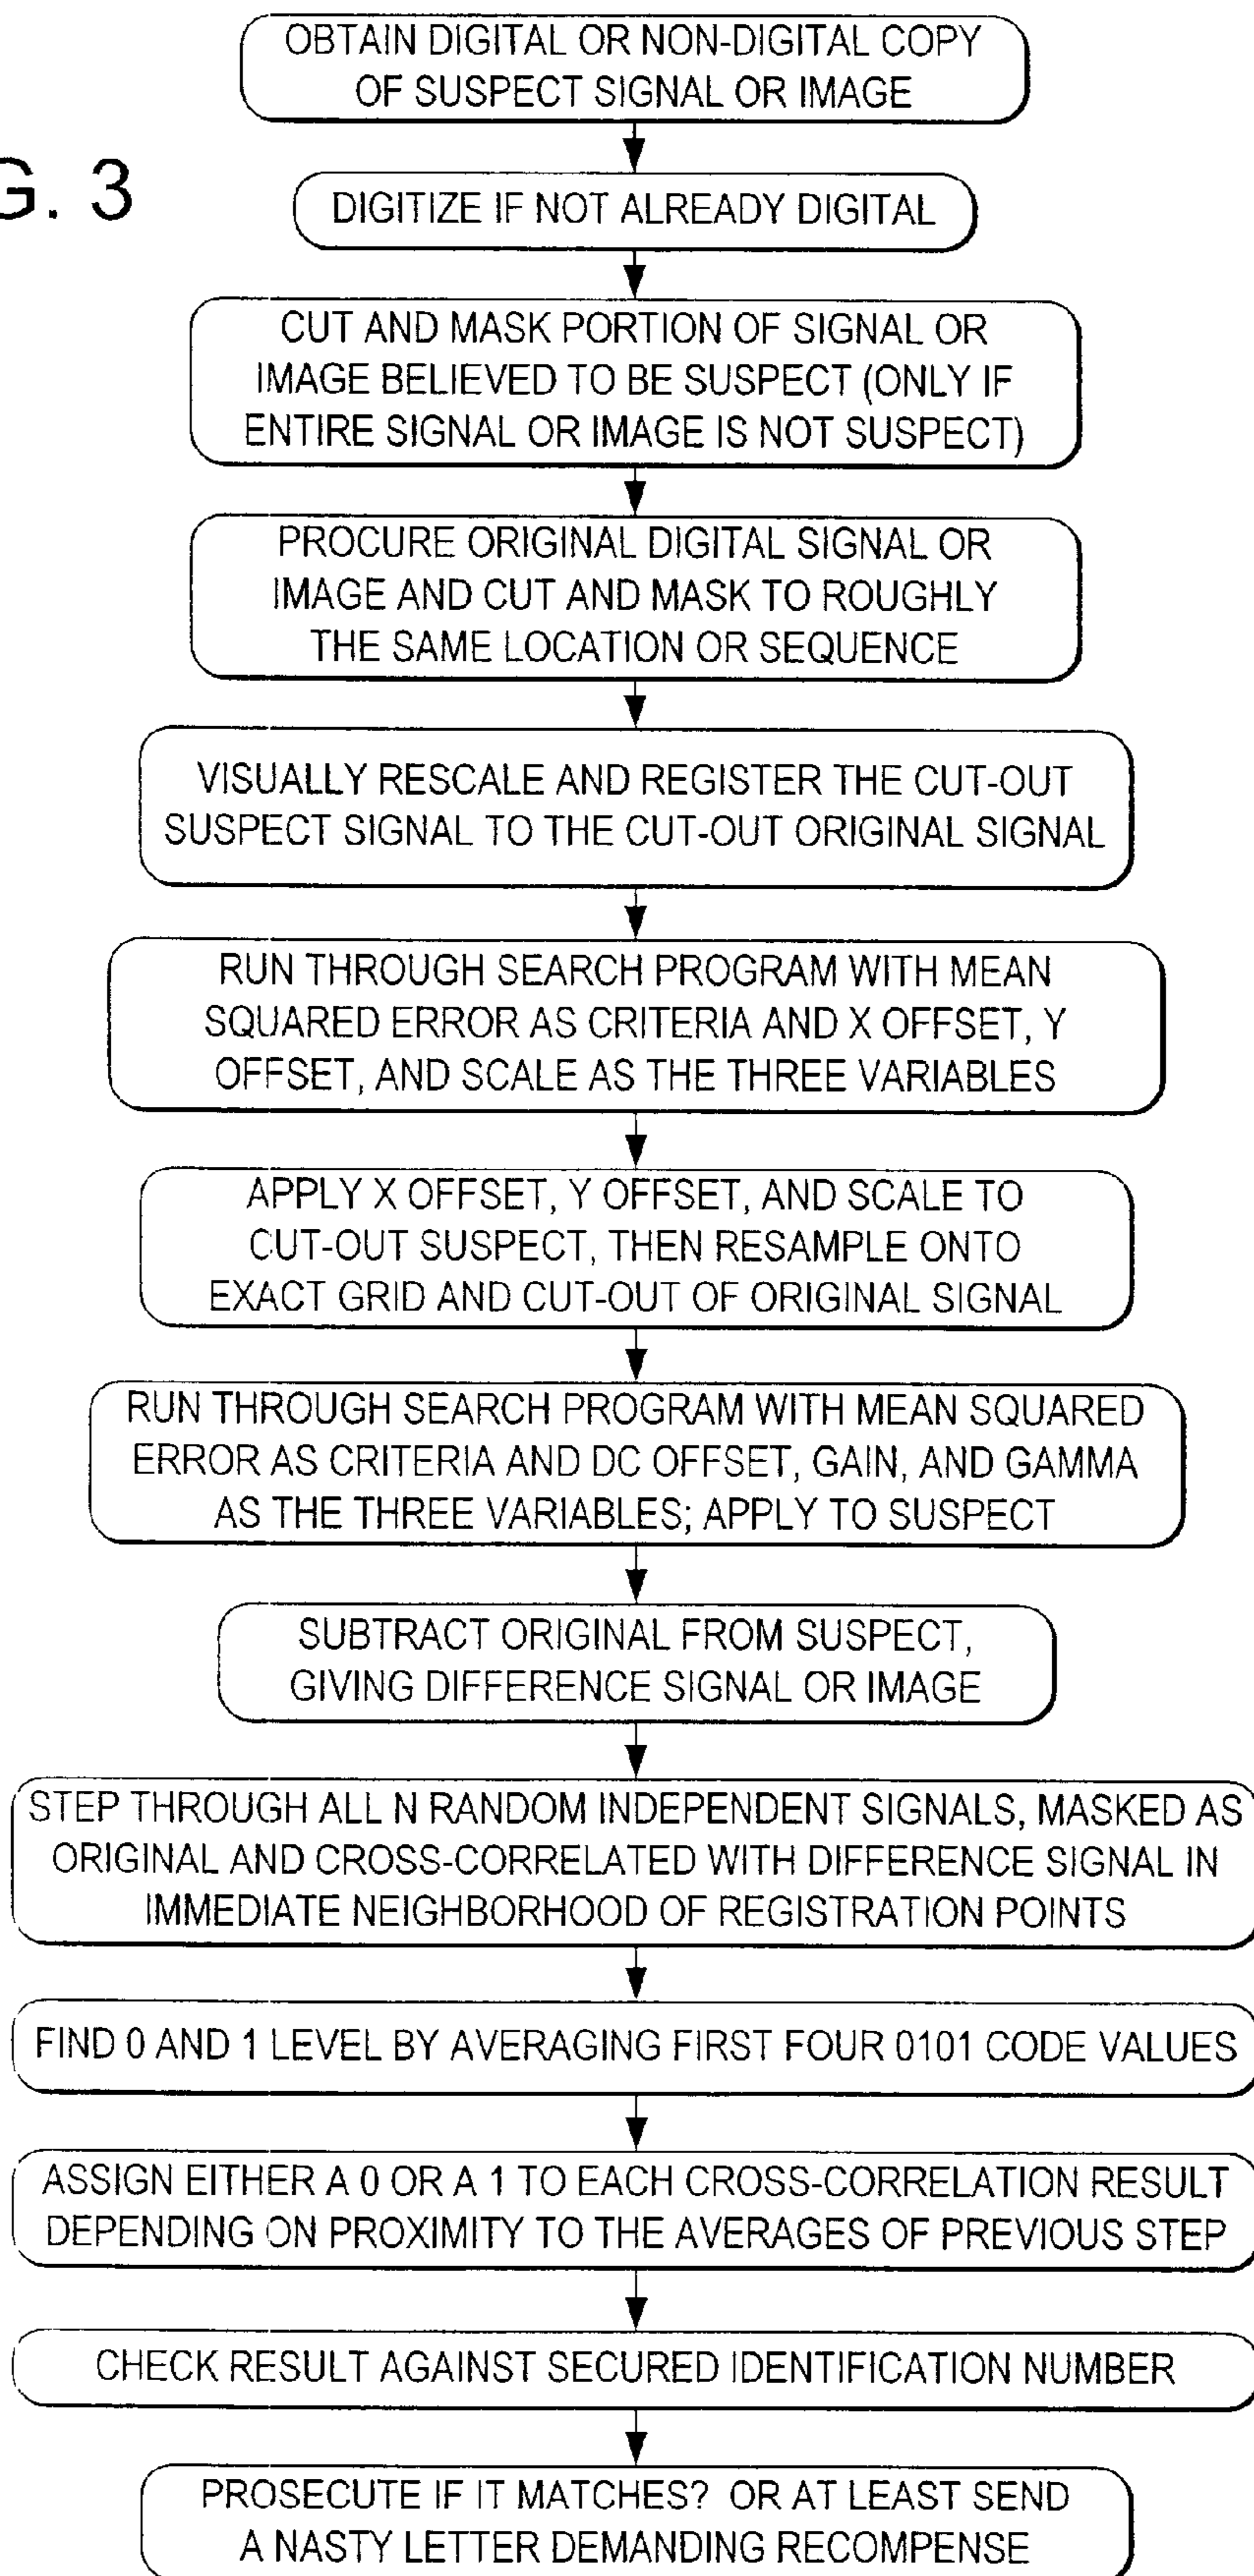 OBTAIN DIGITAL OR NON-DIGITAL COPY
OF SUSPECT SIGNAL OR IMAGE
G. 3
DIGITIZE IF NOT ALREADY DIGITAL
CUT AND MASK PORTION OF SIGNAL OR
IMAGE BELIEVED TO BE SUSPECT (ONLY IF
ENTIRE SIGNAL OR IMAGE IS NOT SUSPECT)
PROCURE ORIGINAL DIGITAL SIGNAL OR
IMAGE AND CUT AND MASK TO ROUGHLY
THE SAME LOCATION OR SEQUENCE
VISUALLY RESCALE AND REGISTER THE CUT-OUT
SUSPECT SIGNAL TO THE CUT-OUT ORIGINAL SIGNAL
RUN THROUGH SEARCH PROGRAM WITH MEAN
SQUARED ERROR AS CRITERIA AND X OFFSET, Y
OFFSET, AND SCALE AS THE THREE VARIABLES
APPLY X OFFSET, Y OFFSET, AND SCALE TO
CUT-OUT SUSPECT, THEN RESAMPLE ONTO
EXACT GRID AND CUT-OUT OF ORIGINAL SIGNAL
RUN THROUGH SEARCH PROGRAM WITH MEAN SQUARED
ERROR AS CRITERIA AND DC OFFSET, GAIN, AND GAMMA
AS THE THREE VARIABLES; APPLY TO SUSPECT
SUBTRACT ORIGINAL FROM SUSPECT,
GIVING DIFFERENCE SIGNAL OR IMAGE
STEP THROUGH ALL N RANDOM INDEPENDENT SIGNALS, MASKED AS
ORIGINAL AND CROSS-CORRELATED WITH DIFFERENCE SIGNAL IN
IMMEDIATE NEIGHBORHOOD OF REGISTRATION POINTS
FIND 0 AND 1 LEVEL BY AVERAGING FIRST FOUR 0101 CODE VALUES
ASSIGN EITHER A 0 OR A 1 TO EACH CROSS-CORRELATION RESULT
DEPENDING ON PROXIMITY TO THE AVERAGES OF PREVIOUS STEP
CHECK RESULT AGAINST SECURED IDENTIFICATION NUMBER
PROSECUTE IF IT MATCHES? OR AT LEAST SEND
A NASTY LETTER DEMANDING RECOMPENSE